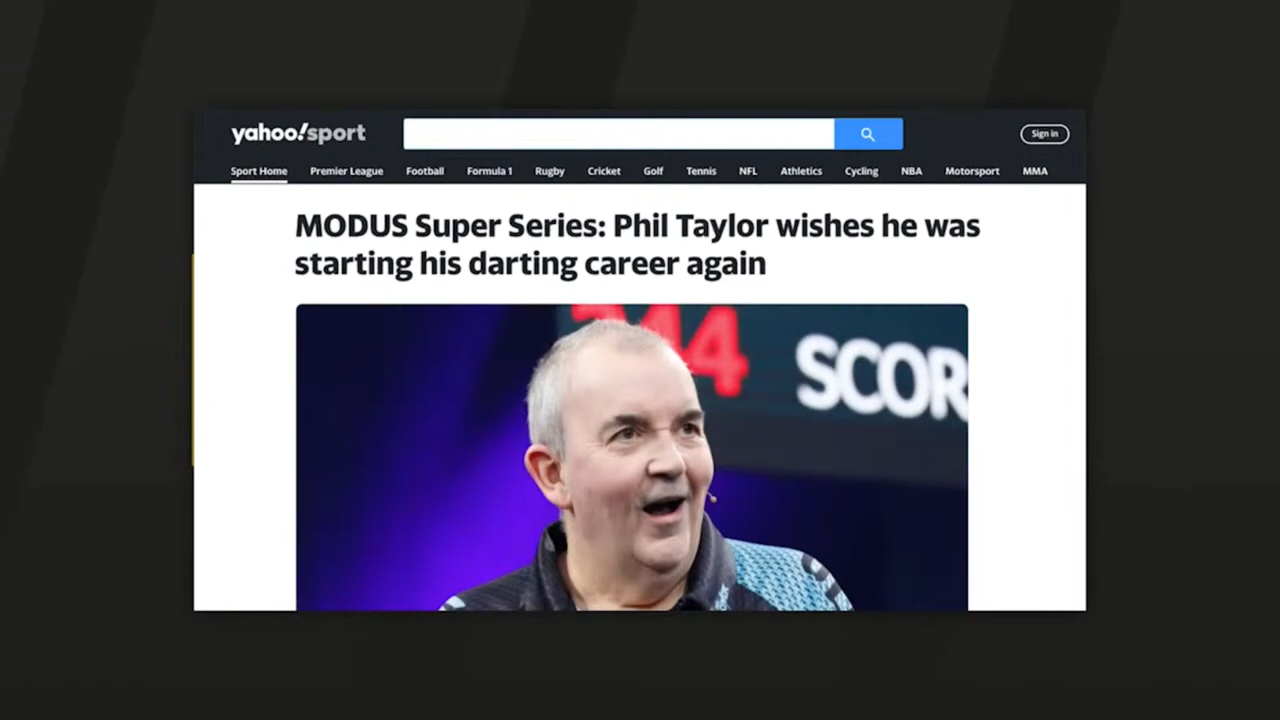 yahoo!sport
Sign in
Sport Home Premier League Football Formula 1 Rugby Cricket Golf Tennis NFL Athletics Cycling NBA Motorsport MMA
MODUS Super Series: Phil Taylor wishes he was
starting his darting career again
244
SCOR